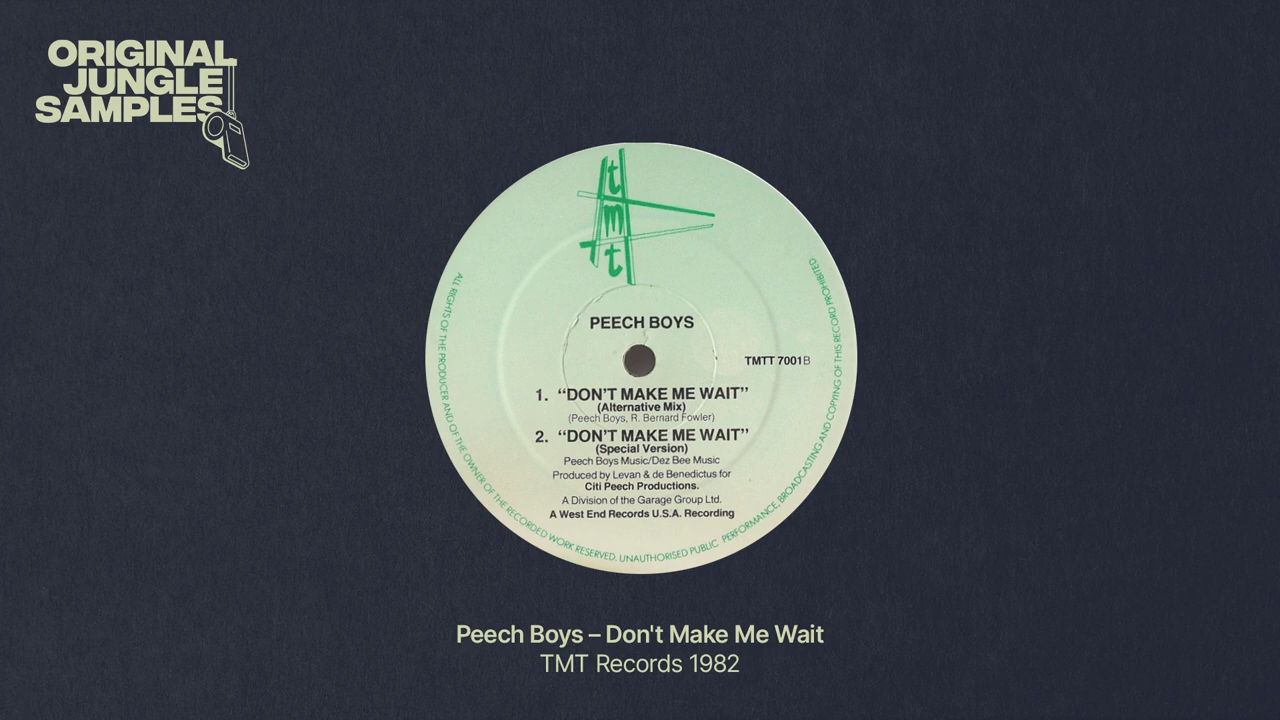 ORIGINAL
JUNGLE
SAMPLES
tmt
PEECH BOYS
TMTT 7001B
1. “DON’T MAKE ME WAIT”
(Alternative Mix)
(Peech Boys, R. Bernard Fowler)
2. “DON’T MAKE ME WAIT”
(Special Version)
Peech Boys Music/Dez Bee Music
Produced by Levan & de Benedictus for
Citi Peech Productions.
A Division of the Garage Group Ltd.
A West End Records U.S.A. Recording
ALL RIGHTS OF THE PRODUCER AND OF THE OWNER OF THE RECORDED WORK RESERVED. UNAUTHORISED PUBLIC PERFORMANCE, BROADCASTING AND COPYING OF THIS RECORD PROHIBITED
Peech Boys – Don't Make Me Wait
TMT Records 1982